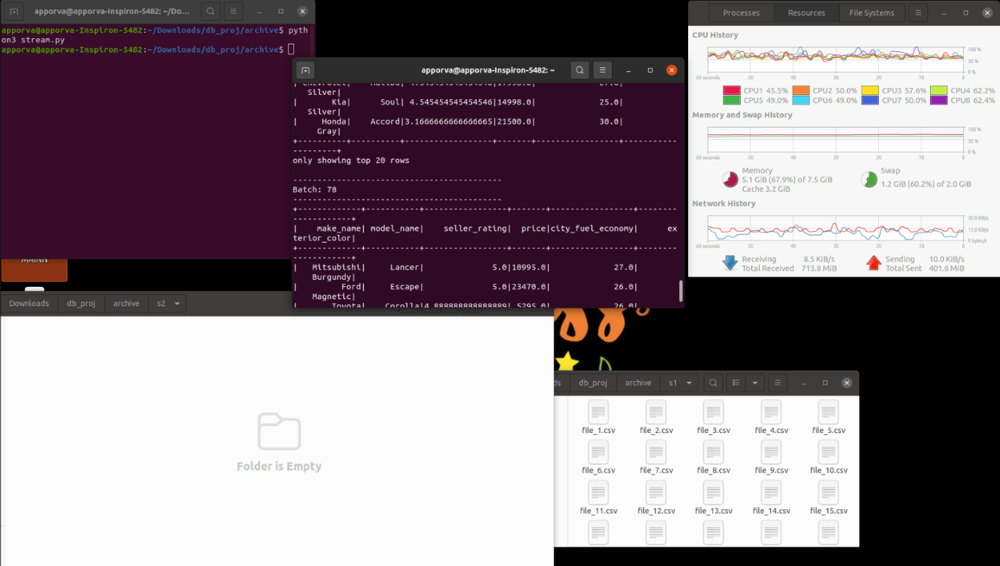 apporva@apporva-Inspiron-5482: ~/Do...
apporva@apporva-Inspiron-5482:~/Downloads/db_proj/archive$ pyth
on3 stream.py
apporva@apporva-Inspiron-5482:~/Downloads/db_proj/archive$
MAINN
apporva@apporva-Inspiron-5482: ~
Silver|
| Kia| Soul| 4.545454545454546|14998.0| 25.0|
Silver|
| Honda| Accord|3.1666666666666665|21500.0| 30.0|
Gray|
+----------+----------+------------------+-------+-----------------+-----------
---------+
only showing top 20 rows
-------------------------------------------
Batch: 78
-------------------------------------------
+-------------+-----------+------------------+-------+-----------------+--------
------------+
| make_name| model_name| seller_rating| price|city_fuel_economy| ex
terior_color|
+-------------+-----------+------------------+-------+-----------------+--------
------------+
| Mitsubishi| Lancer| 5.0|10995.0| 27.0|
Burgundy|
| Ford| Escape| 5.0|23470.0| 26.0|
Magnetic|
| Toyota| Corolla|4.888888888888889| 5295.0| 26.0|
Processes Resources File Systems
CPU History
100 %
50 %
0 %
60 seconds 50 40 30 20 10 0
CPU1 45.5% CPU2 50.0% CPU3 57.6% CPU4 62.2%
CPU5 49.0% CPU6 49.0% CPU7 50.0% CPU8 62.4%
Memory and Swap History
100 %
50 %
0 %
60 seconds 50 40 30 20 10 0
Memory
5.1 GiB (67.9%) of 7.5 GiB
Cache 3.2 GiB
Swap
1.2 GiB (60.2%) of 2.0 GiB
Network History
30.0 KiB/s
15.0 KiB/s
0 bytes/s
60 seconds 50 40 30 20 10 0
Receiving 8.5 KiB/s
Total Received 713.8 MiB
Sending 10.0 KiB/s
Total Sent 401.6 MiB
Downloads db_proj archive s2
Folder is Empty
ds db_proj archive s1
file_1.csv file_2.csv file_3.csv file_4.csv file_5.csv
file_6.csv file_7.csv file_8.csv file_9.csv file_10.csv
file_11.csv file_12.csv file_13.csv file_14.csv file_15.csv